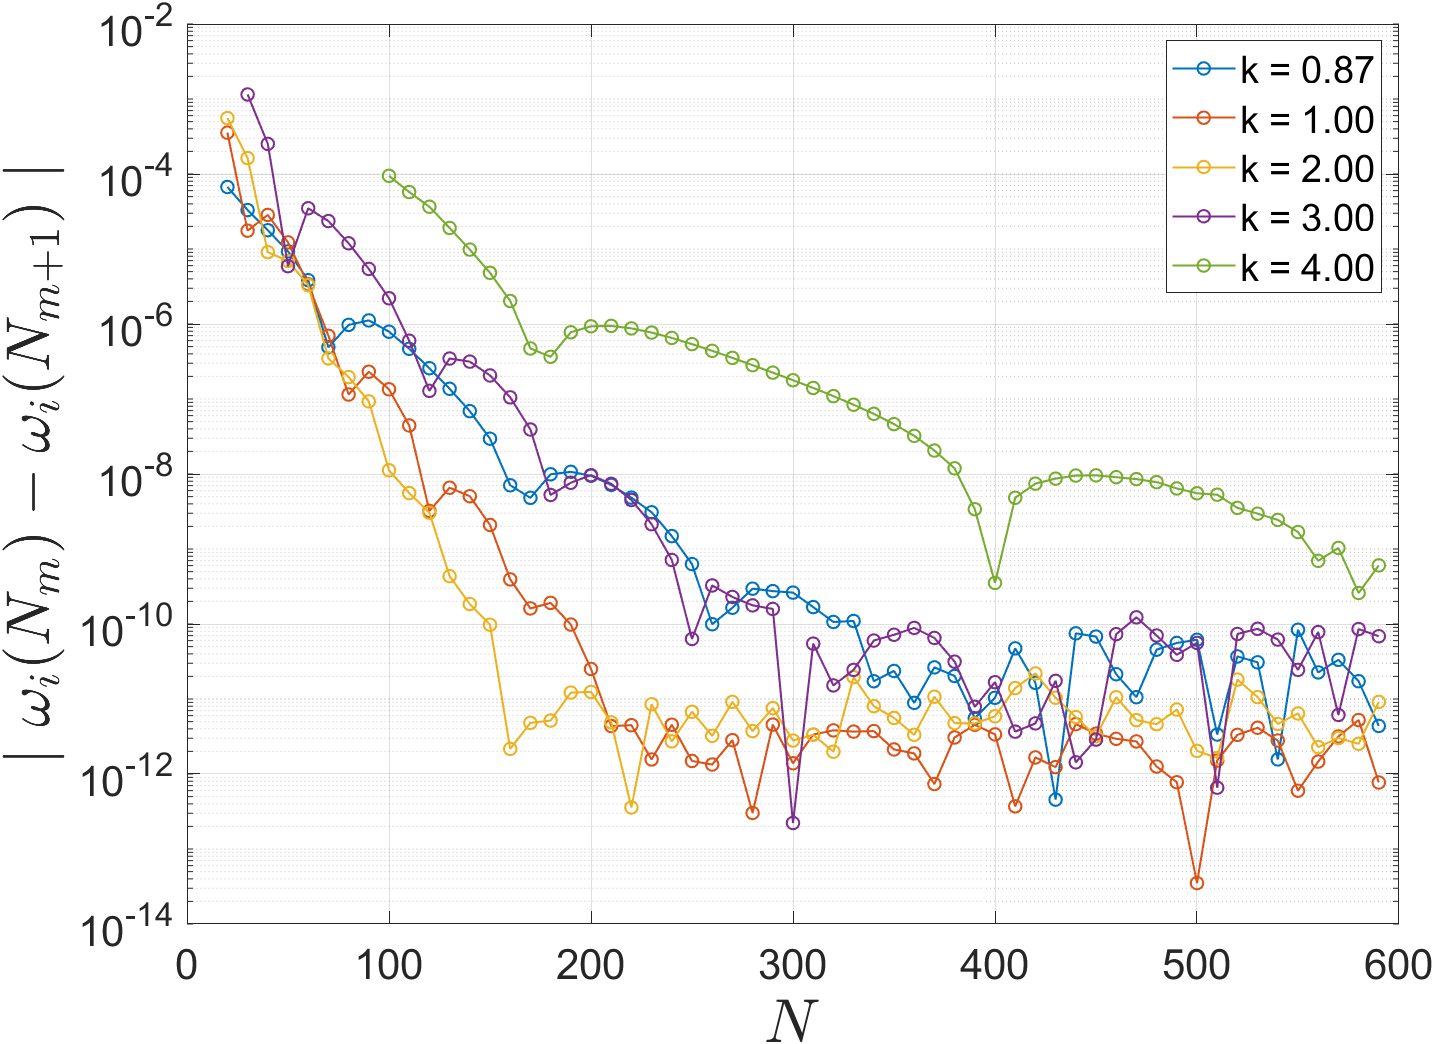 10^-2
10^-4
10^-6
10^-8
10^-10
10^-12
10^-14
| ω_i(N_m) − ω_i(N_{m+1}) |
k = 0.87
k = 1.00
k = 2.00
k = 3.00
k = 4.00
0 100 200 300 400 500 600
N